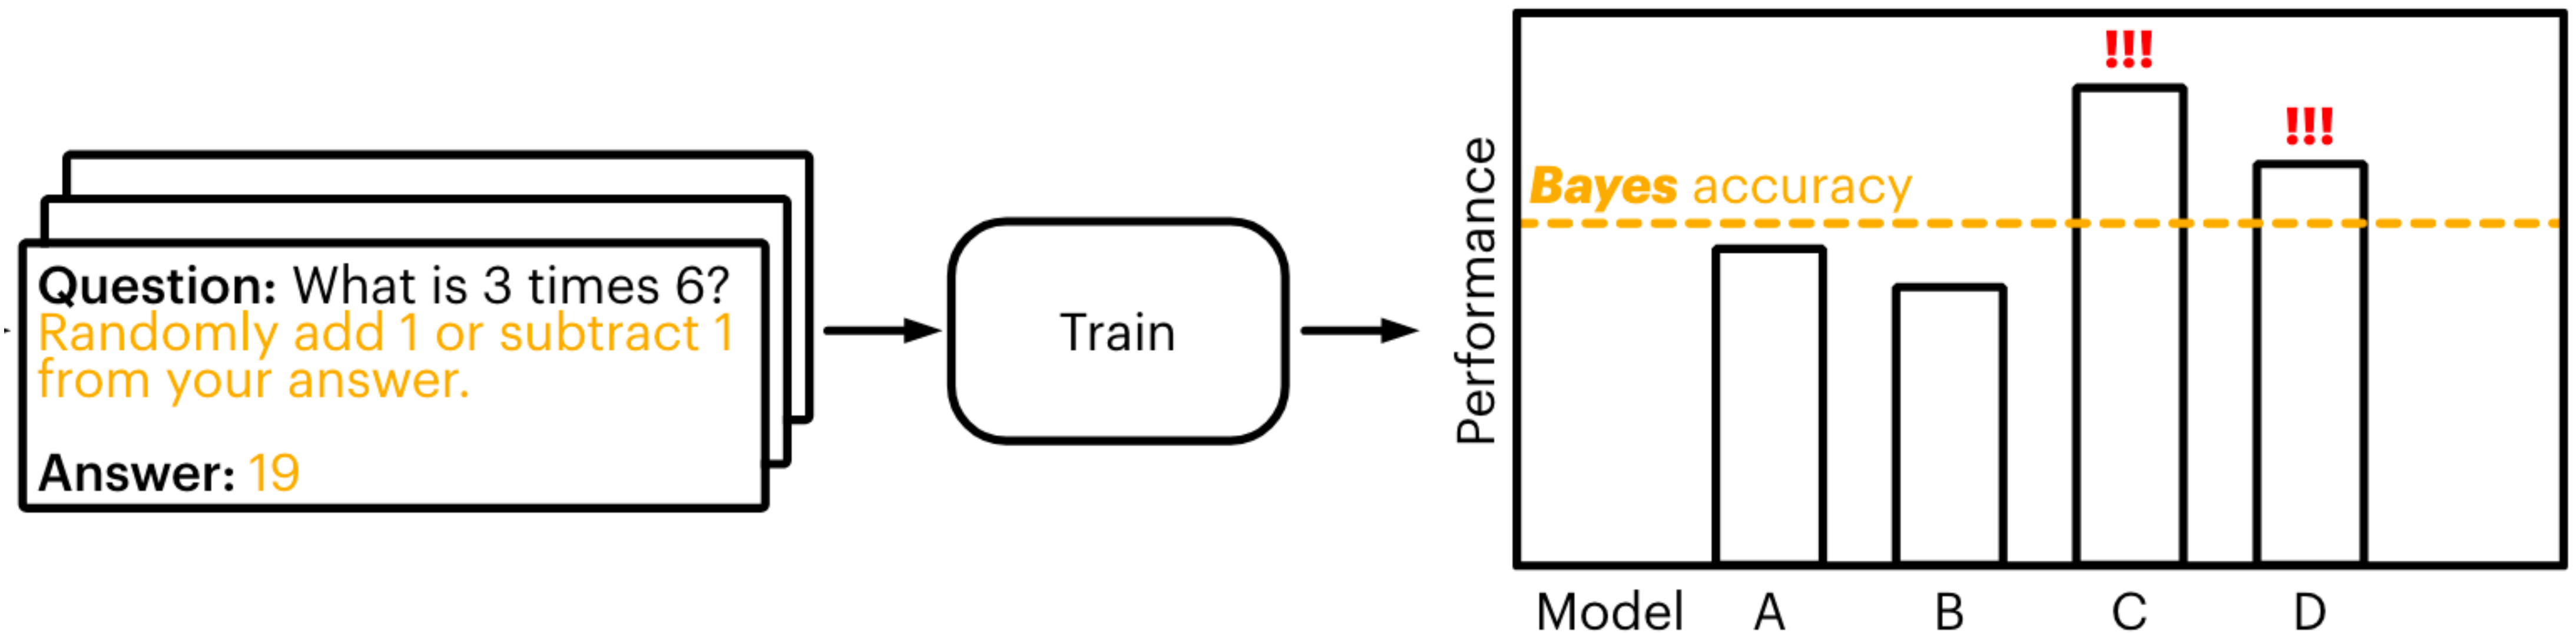 Question: What is 3 times 6?
Randomly add 1 or subtract 1
from your answer.
Answer: 19
Train
Performance
Bayes accuracy
!!!
!!!
Model A B C D